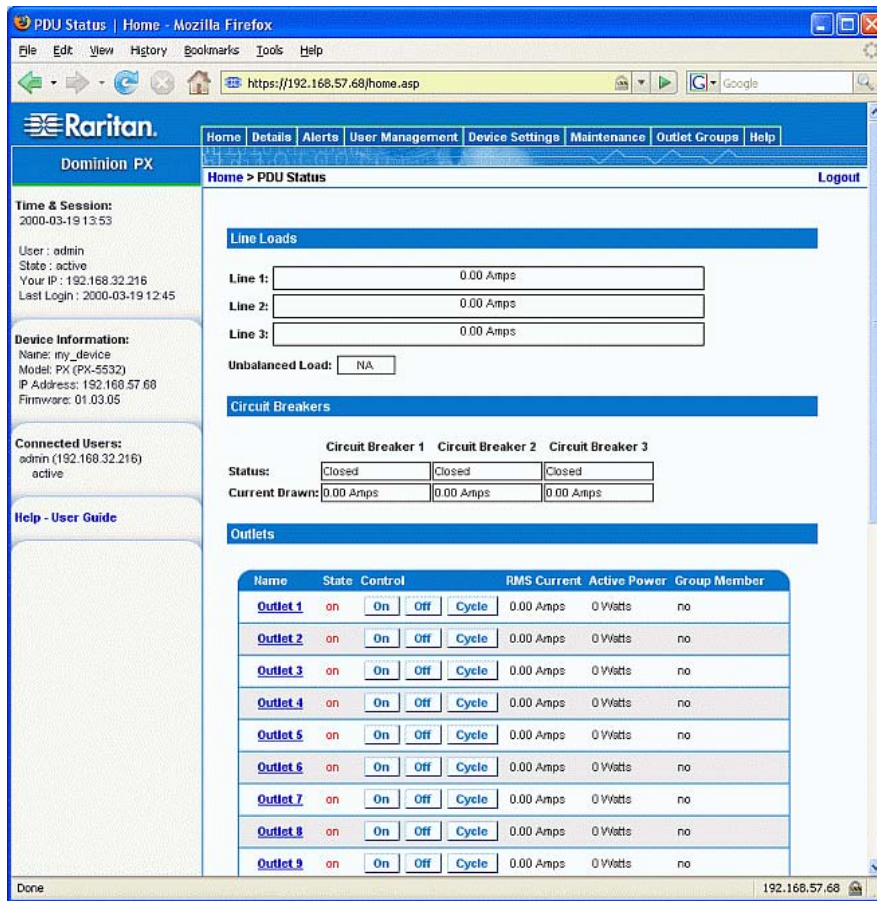 PDU Status | Home - Mozilla Firefox
File Edit View History Bookmarks Tools Help
https://192.168.57.68/home.asp
G Google
Raritan.
Home Details Alerts User Management Device Settings Maintenance Outlet Groups Help
Dominion PX
Home > PDU Status Logout
Time & Session:
2000-03-19 13:53
User : admin
State : active
Your IP : 192.168.32.216
Last Login : 2000-03-19 12:45
Device Information:
Name: my_device
Model: PX (PX-5532)
IP Address: 192.168.57.68
Firmware: 01.03.05
Connected Users:
admin (192.168.32.216)
active
Help - User Guide
Line Loads
Line 1: 0.00 Amps
Line 2: 0.00 Amps
Line 3: 0.00 Amps
Unbalanced Load: NA
Circuit Breakers
Circuit Breaker 1 Circuit Breaker 2 Circuit Breaker 3
Status: Closed Closed Closed
Current Drawn: 0.00 Amps 0.00 Amps 0.00 Amps
Outlets
Name State Control RMS Current Active Power Group Member
Outlet 1 on On Off Cycle 0.00 Amps 0 Watts no
Outlet 2 on On Off Cycle 0.00 Amps 0 Watts no
Outlet 3 on On Off Cycle 0.00 Amps 0 Watts no
Outlet 4 on On Off Cycle 0.00 Amps 0 Watts no
Outlet 5 on On Off Cycle 0.00 Amps 0 Watts no
Outlet 6 on On Off Cycle 0.00 Amps 0 Watts no
Outlet 7 on On Off Cycle 0.00 Amps 0 Watts no
Outlet 8 on On Off Cycle 0.00 Amps 0 Watts no
Outlet 9 on On Off Cycle 0.00 Amps 0 Watts no
Done 192.168.57.68